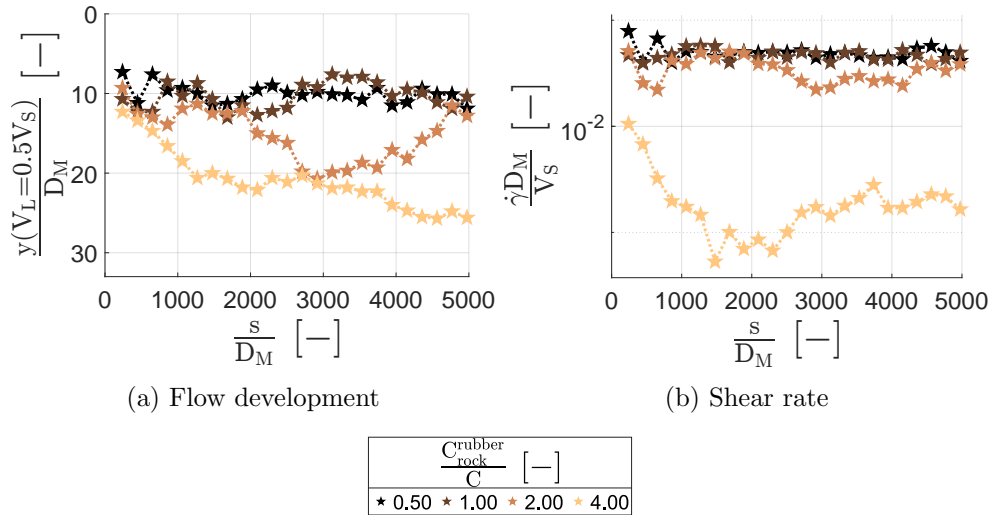 0
10
20
30
y(V_L=0.5V_S)
D_M
[−]
0 1000 2000 3000 4000 5000
s
D_M
[−]
(a) Flow development
10^-2
γ̇D_M
V_S
[−]
0 1000 2000 3000 4000 5000
s
D_M
[−]
(b) Shear rate
C^rubber_rock
C
[−]
0.50 1.00 2.00 4.00